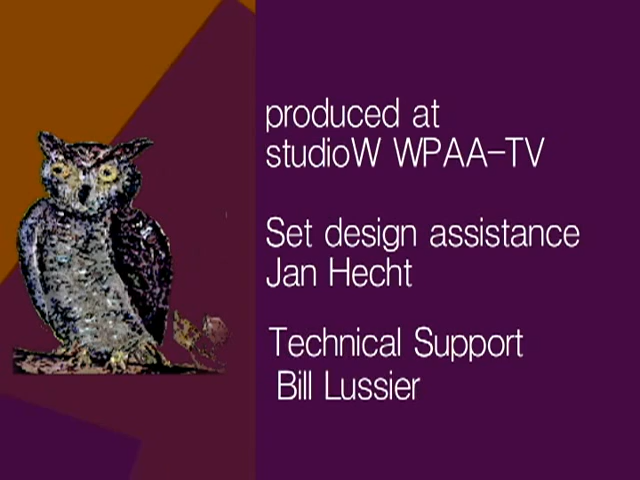 produced at
studioW WPAA-TV
Set design assistance
Jan Hecht
Technical Support
Bill Lussier